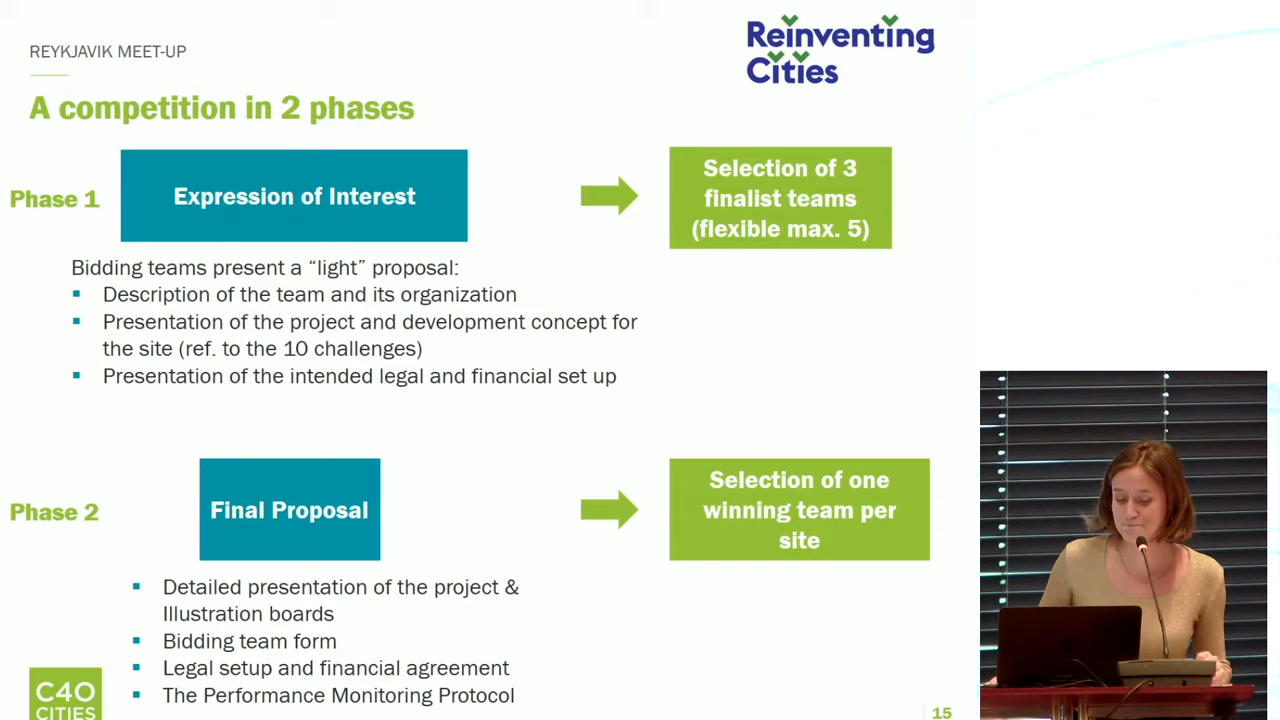 REYKJAVIK MEET-UP
Reinventing
Cities
A competition in 2 phases
Phase 1
Expression of Interest
Selection of 3
finalist teams
(flexible max. 5)
Bidding teams present a “light” proposal:
▪ Description of the team and its organization
▪ Presentation of the project and development concept for
the site (ref. to the 10 challenges)
▪ Presentation of the intended legal and financial set up
Phase 2
Final Proposal
Selection of one
winning team per
site
▪ Detailed presentation of the project &
Illustration boards
▪ Bidding team form
▪ Legal setup and financial agreement
▪ The Performance Monitoring Protocol
C40
CITIES
15